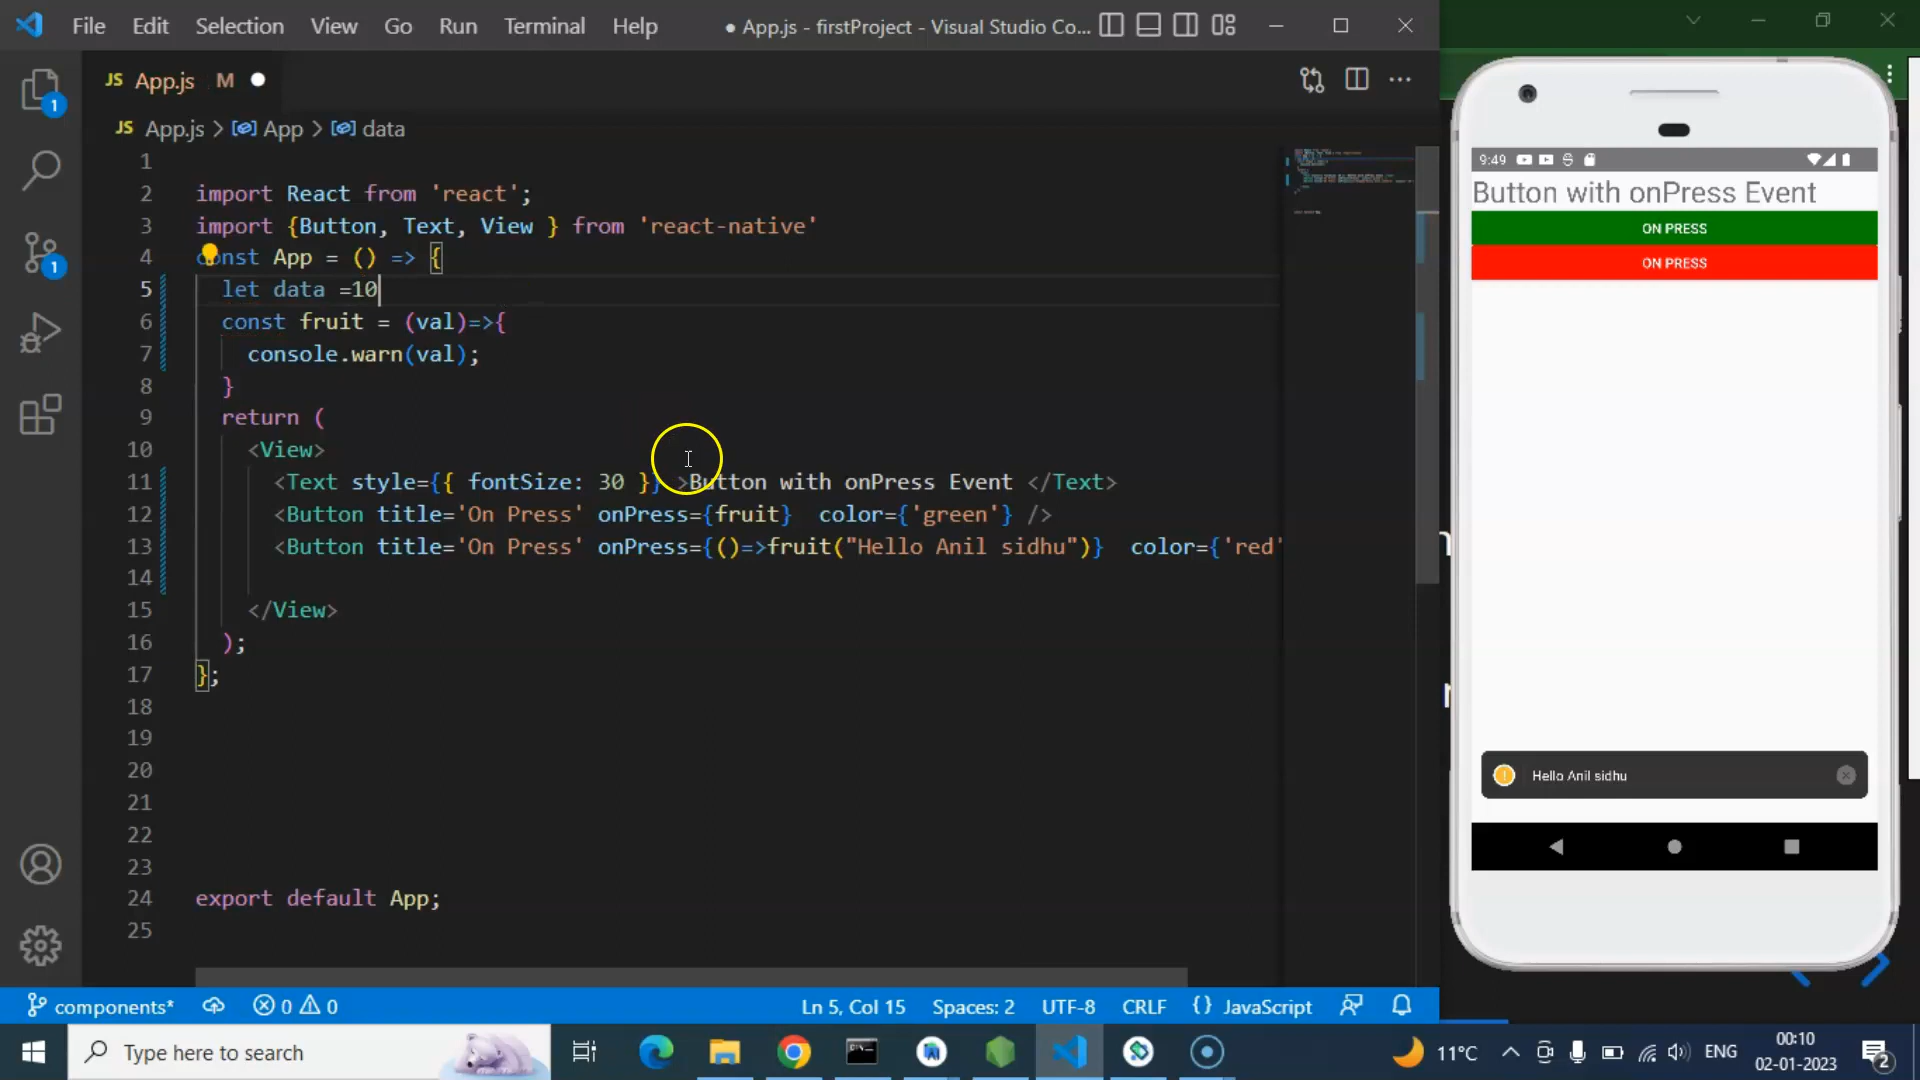 File Edit Selection View Go Run Terminal Help ● App.js - firstProject - Visual Studio Co...
JS App.js M
JS App.js > App > data
1
2 import React from 'react';
3 import {Button, Text, View } from 'react-native'
4 const App = () => {
5 let data =10
6 const fruit = (val)=>{
7 console.warn(val);
8 }
9 return (
10 <View>
11 <Text style={{ fontSize: 30 }} >Button with onPress Event </Text>
12 <Button title='On Press' onPress={fruit} color={'green'} />
13 <Button title='On Press' onPress={()=>fruit("Hello Anil sidhu")} color={'red'
14
15 </View>
16 );
17 };
18
19
20
21
22
23
24 export default App;
25
1
1
components* 0 0 Ln 5, Col 15 Spaces: 2 UTF-8 CRLF {} JavaScript
9:49
Button with onPress Event
ON PRESS
ON PRESS
Hello Anil sidhu
Type here to search
11°C ENG 00:10
02-01-2023
2